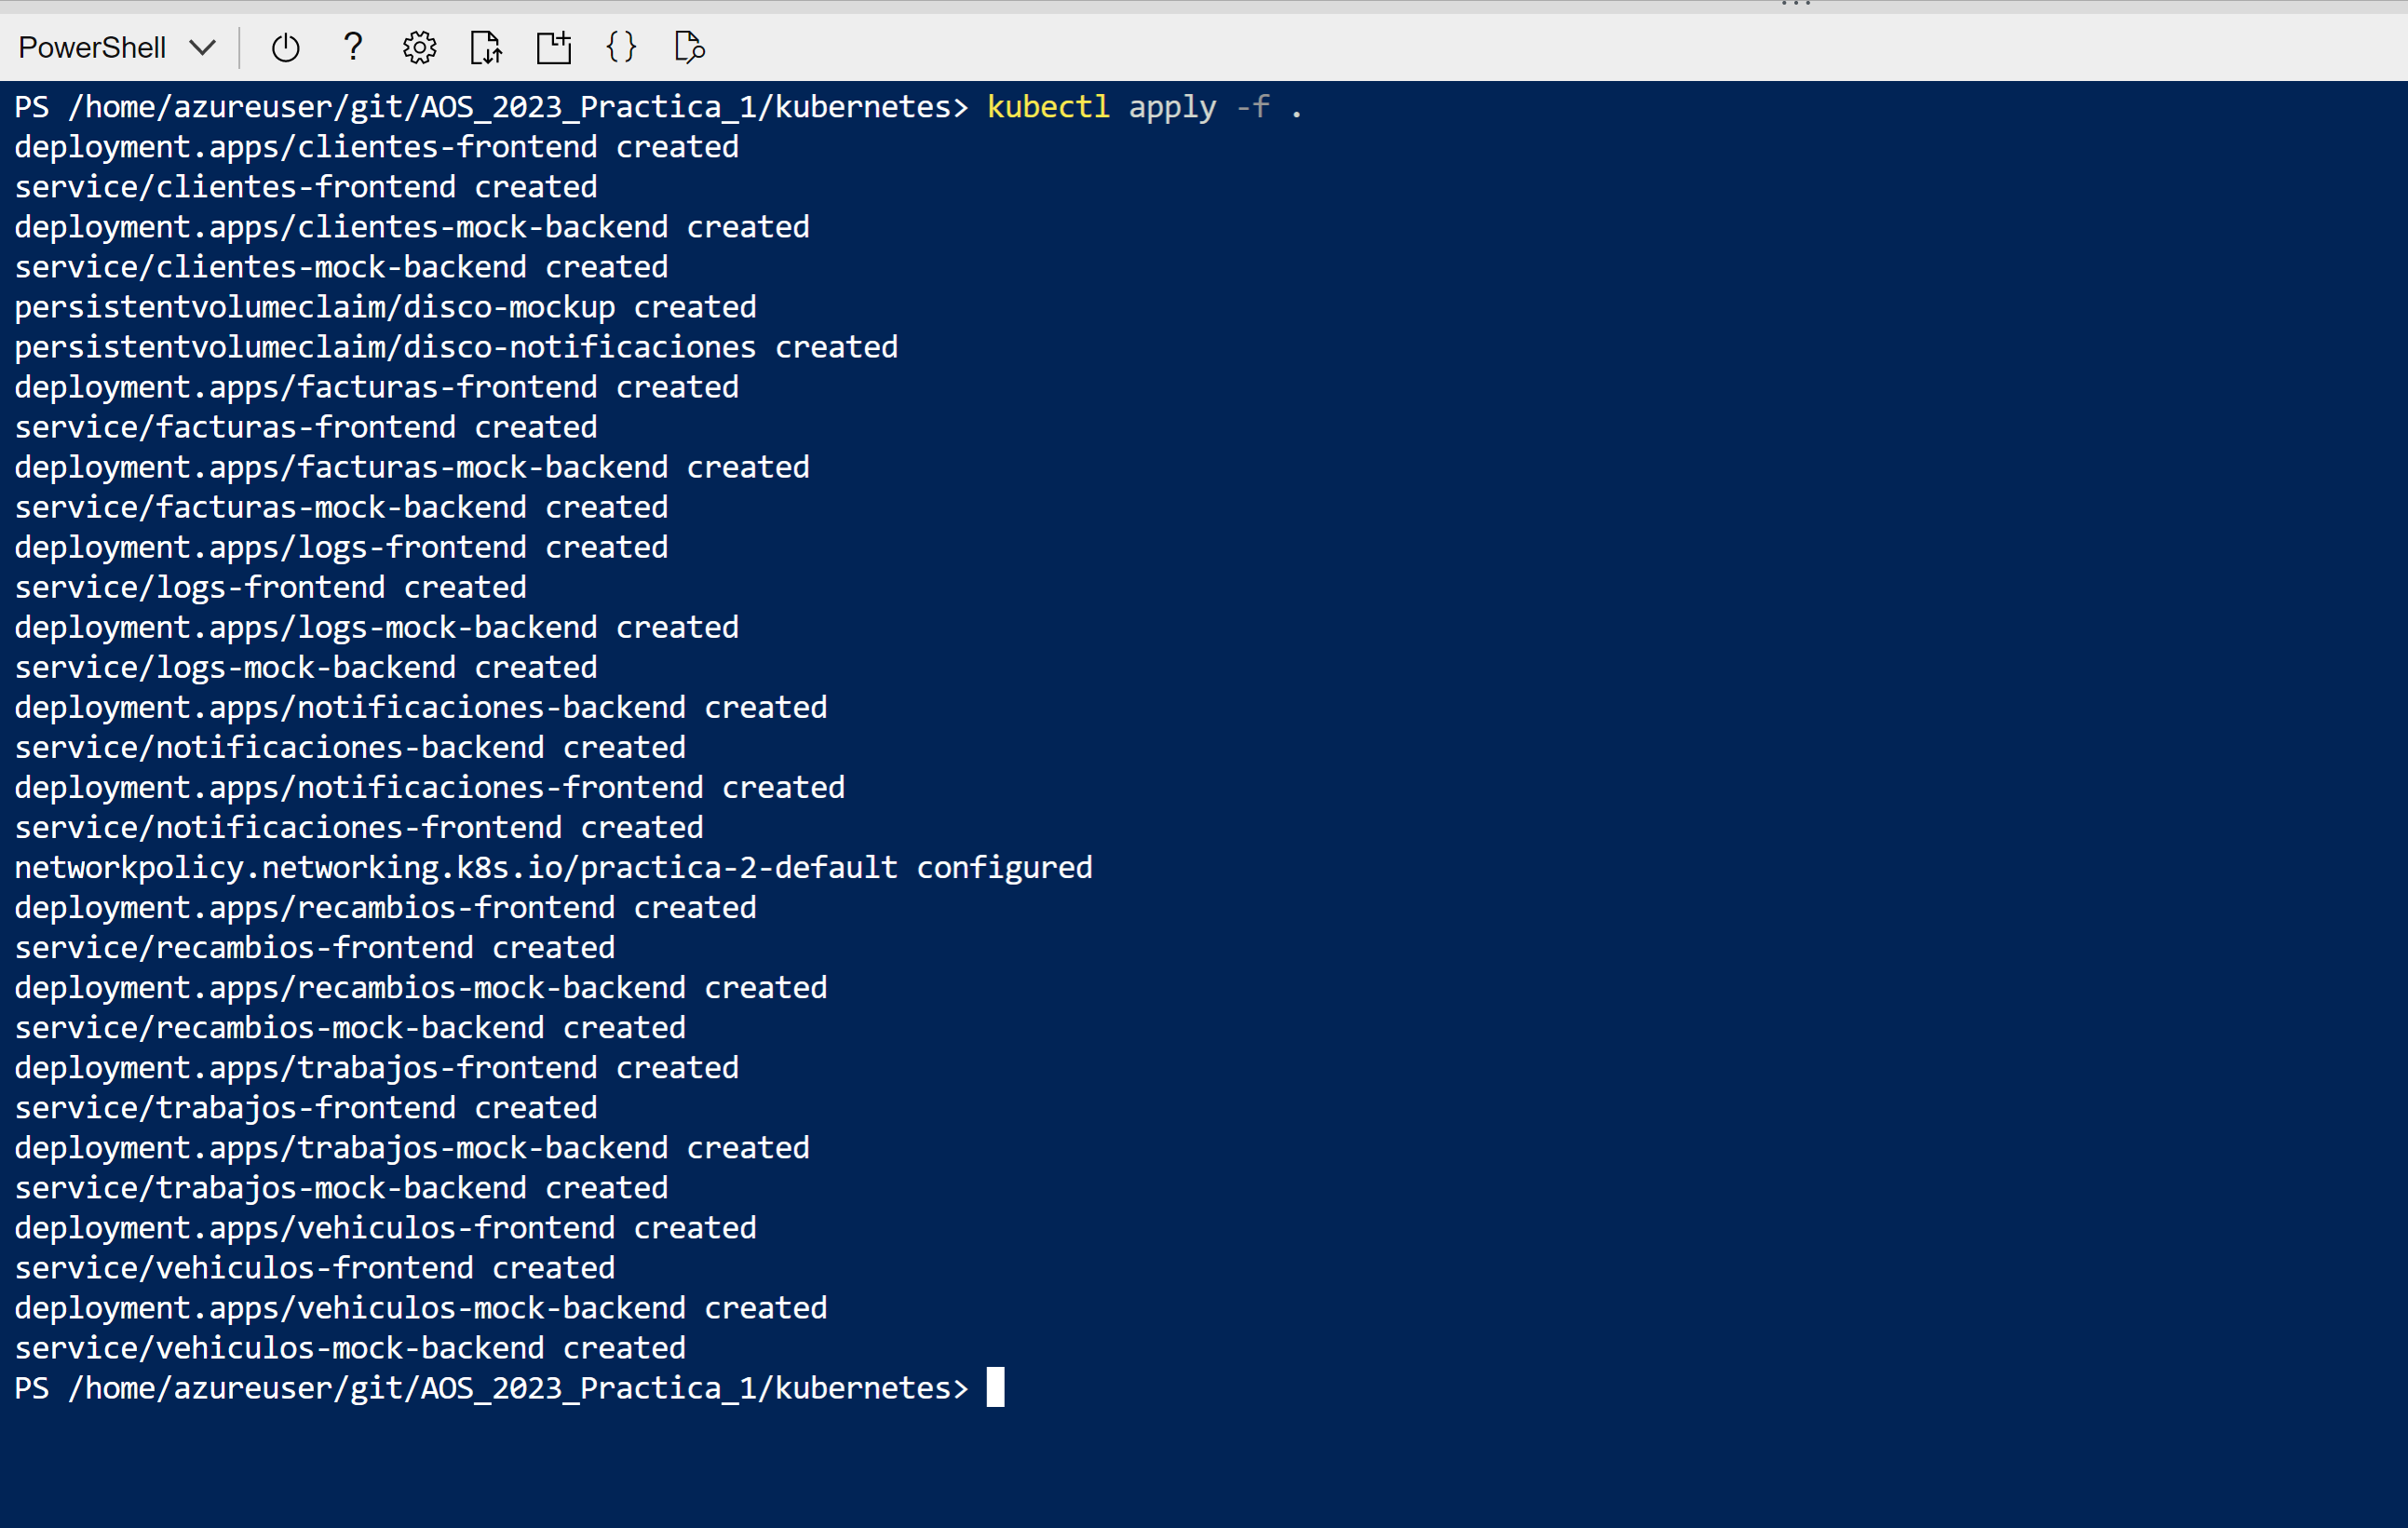 PowerShell
PS /home/azureuser/git/AOS_2023_Practica_1/kubernetes> kubectl apply -f .
deployment.apps/clientes-frontend created
service/clientes-frontend created
deployment.apps/clientes-mock-backend created
service/clientes-mock-backend created
persistentvolumeclaim/disco-mockup created
persistentvolumeclaim/disco-notificaciones created
deployment.apps/facturas-frontend created
service/facturas-frontend created
deployment.apps/facturas-mock-backend created
service/facturas-mock-backend created
deployment.apps/logs-frontend created
service/logs-frontend created
deployment.apps/logs-mock-backend created
service/logs-mock-backend created
deployment.apps/notificaciones-backend created
service/notificaciones-backend created
deployment.apps/notificaciones-frontend created
service/notificaciones-frontend created
networkpolicy.networking.k8s.io/practica-2-default configured
deployment.apps/recambios-frontend created
service/recambios-frontend created
deployment.apps/recambios-mock-backend created
service/recambios-mock-backend created
deployment.apps/trabajos-frontend created
service/trabajos-frontend created
deployment.apps/trabajos-mock-backend created
service/trabajos-mock-backend created
deployment.apps/vehiculos-frontend created
service/vehiculos-frontend created
deployment.apps/vehiculos-mock-backend created
service/vehiculos-mock-backend created
PS /home/azureuser/git/AOS_2023_Practica_1/kubernetes>